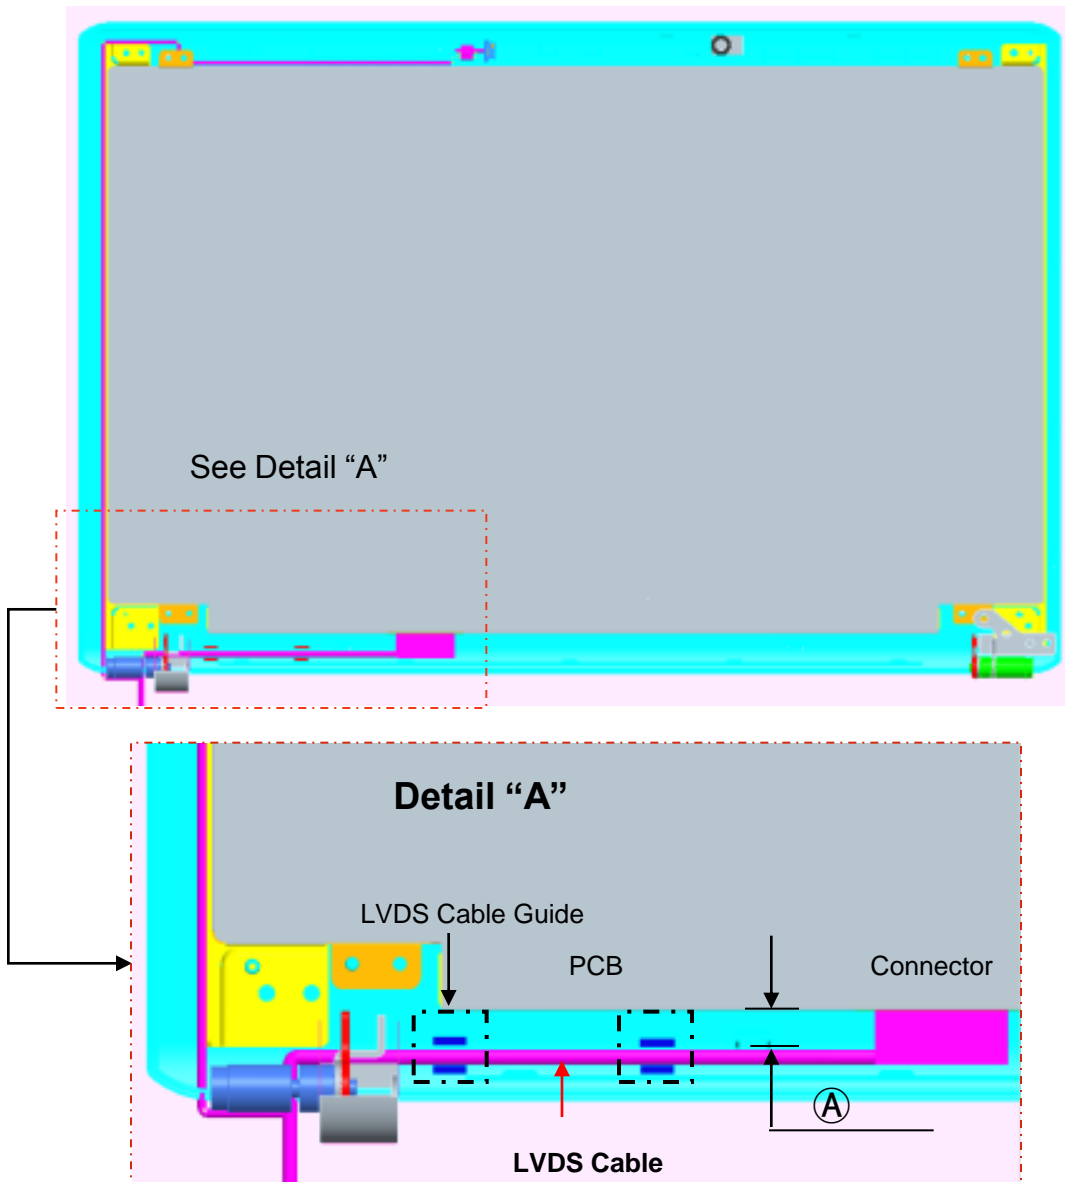 See Detail “A”
Detail “A”
LVDS Cable Guide
PCB
Connector
Ⓐ
LVDS Cable